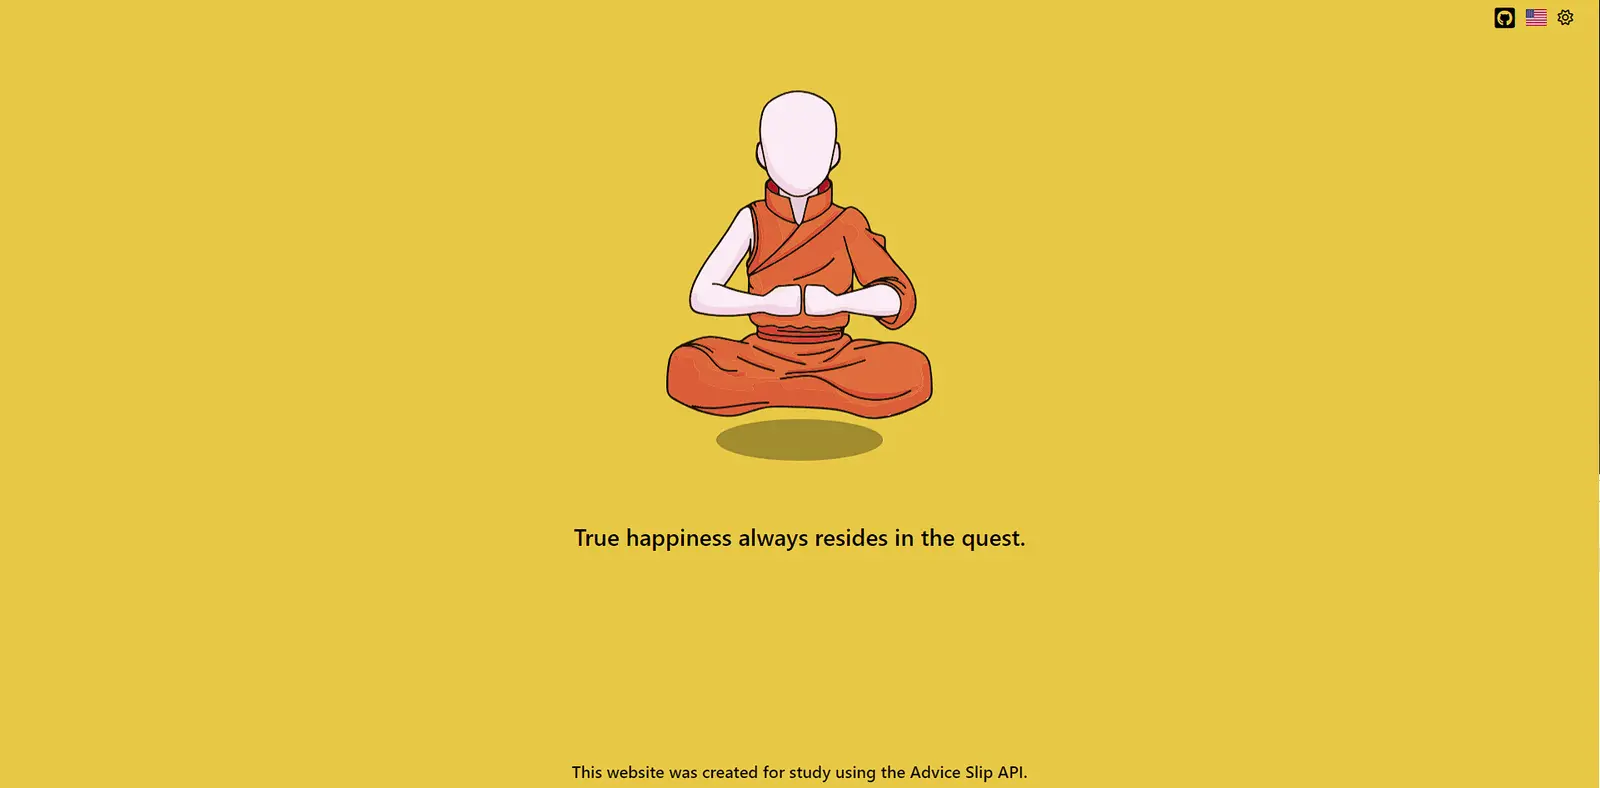 True happiness always resides in the quest.
This website was created for study using the Advice Slip API.